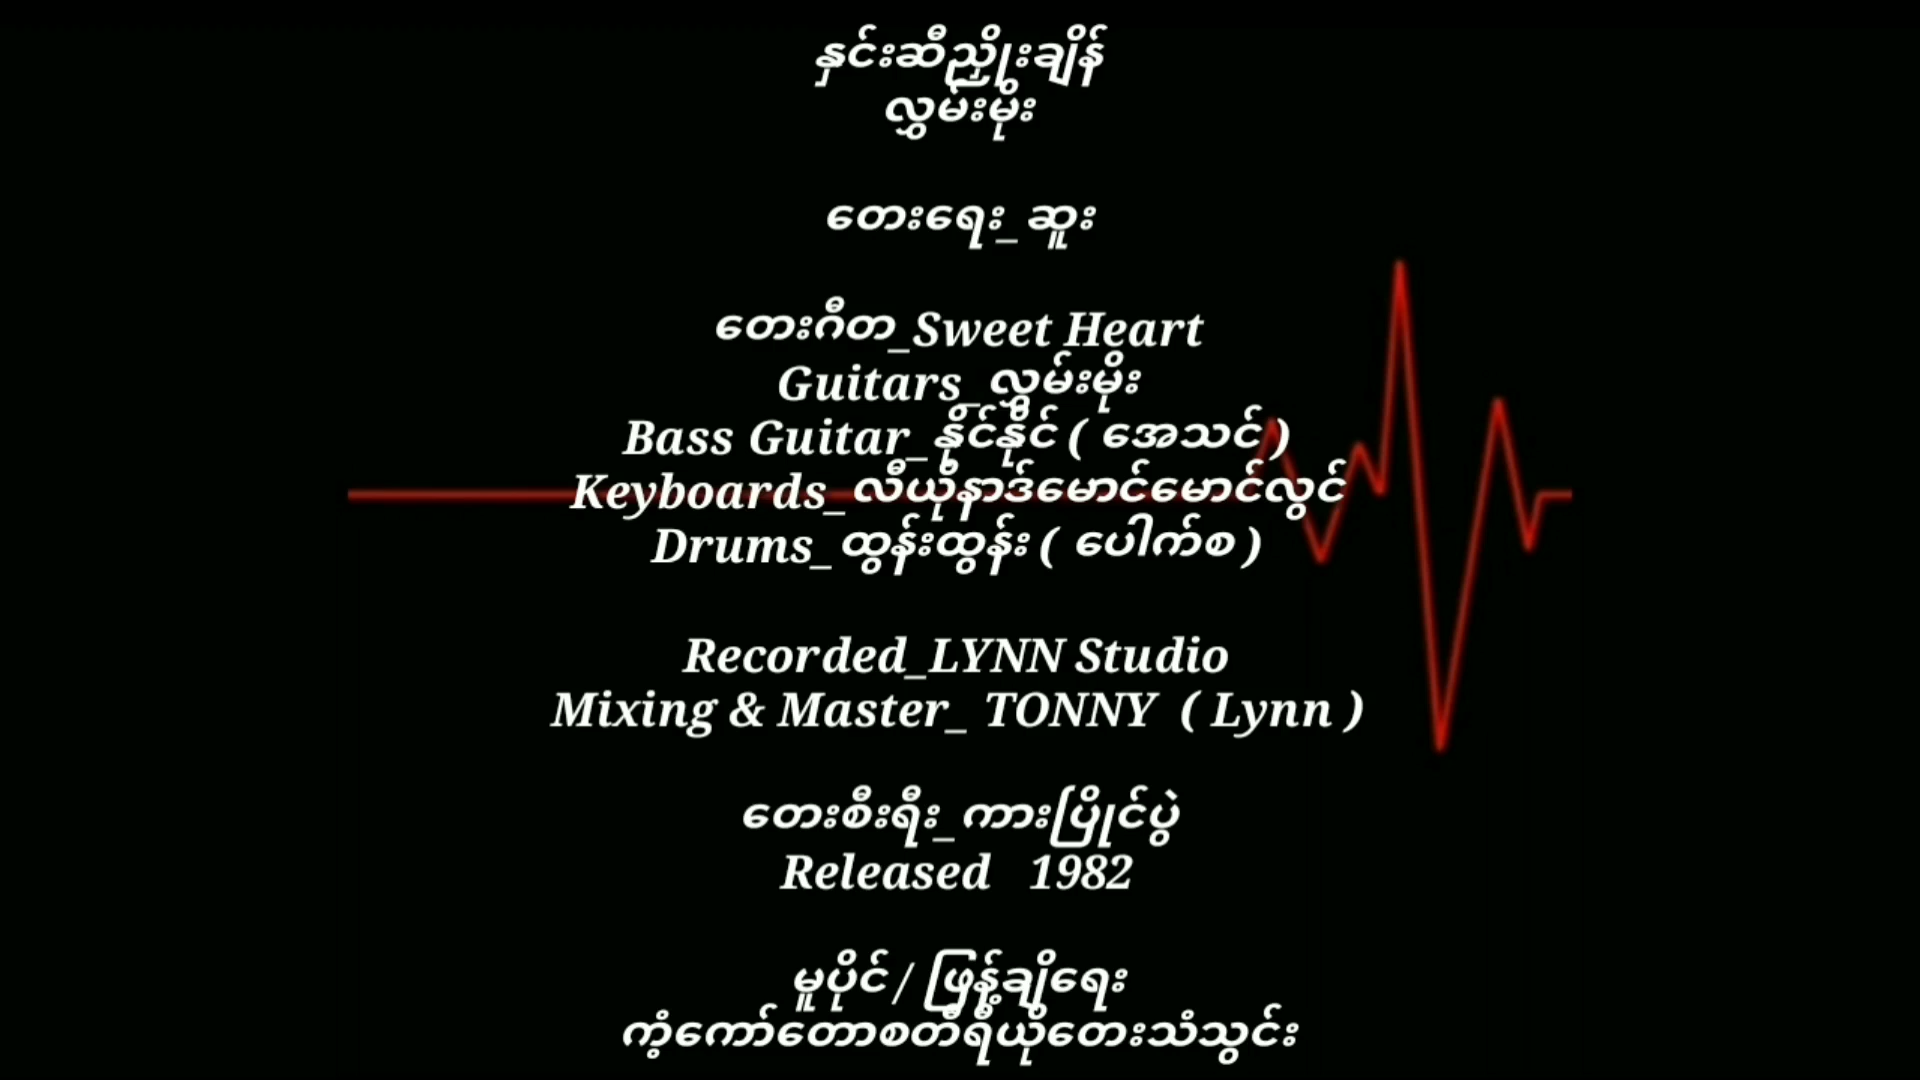 နှင်းဆီညှိုးချိန်
လွှမ်းမိုး
တေးရေး_ ဆူး
တေးဂီတ_Sweet Heart
Guitars_လွှမ်းမိုး
Bass Guitar_နိုင်နိုင် ( အေသင် )
Keyboards_လီယိုနာဒ်မောင်မောင်လွင်
Drums_ထွန်းထွန်း ( ပေါက်စ )
Recorded_LYNN Studio
Mixing & Master_ TONNY ( Lynn )
တေးစီးရီး_ကားပြိုင်ပွဲ
Released 1982
မူပိုင် / ဖြန့်ချိရေး
ကံ့ကော်တောစတီရီယိုတေးသံသွင်း